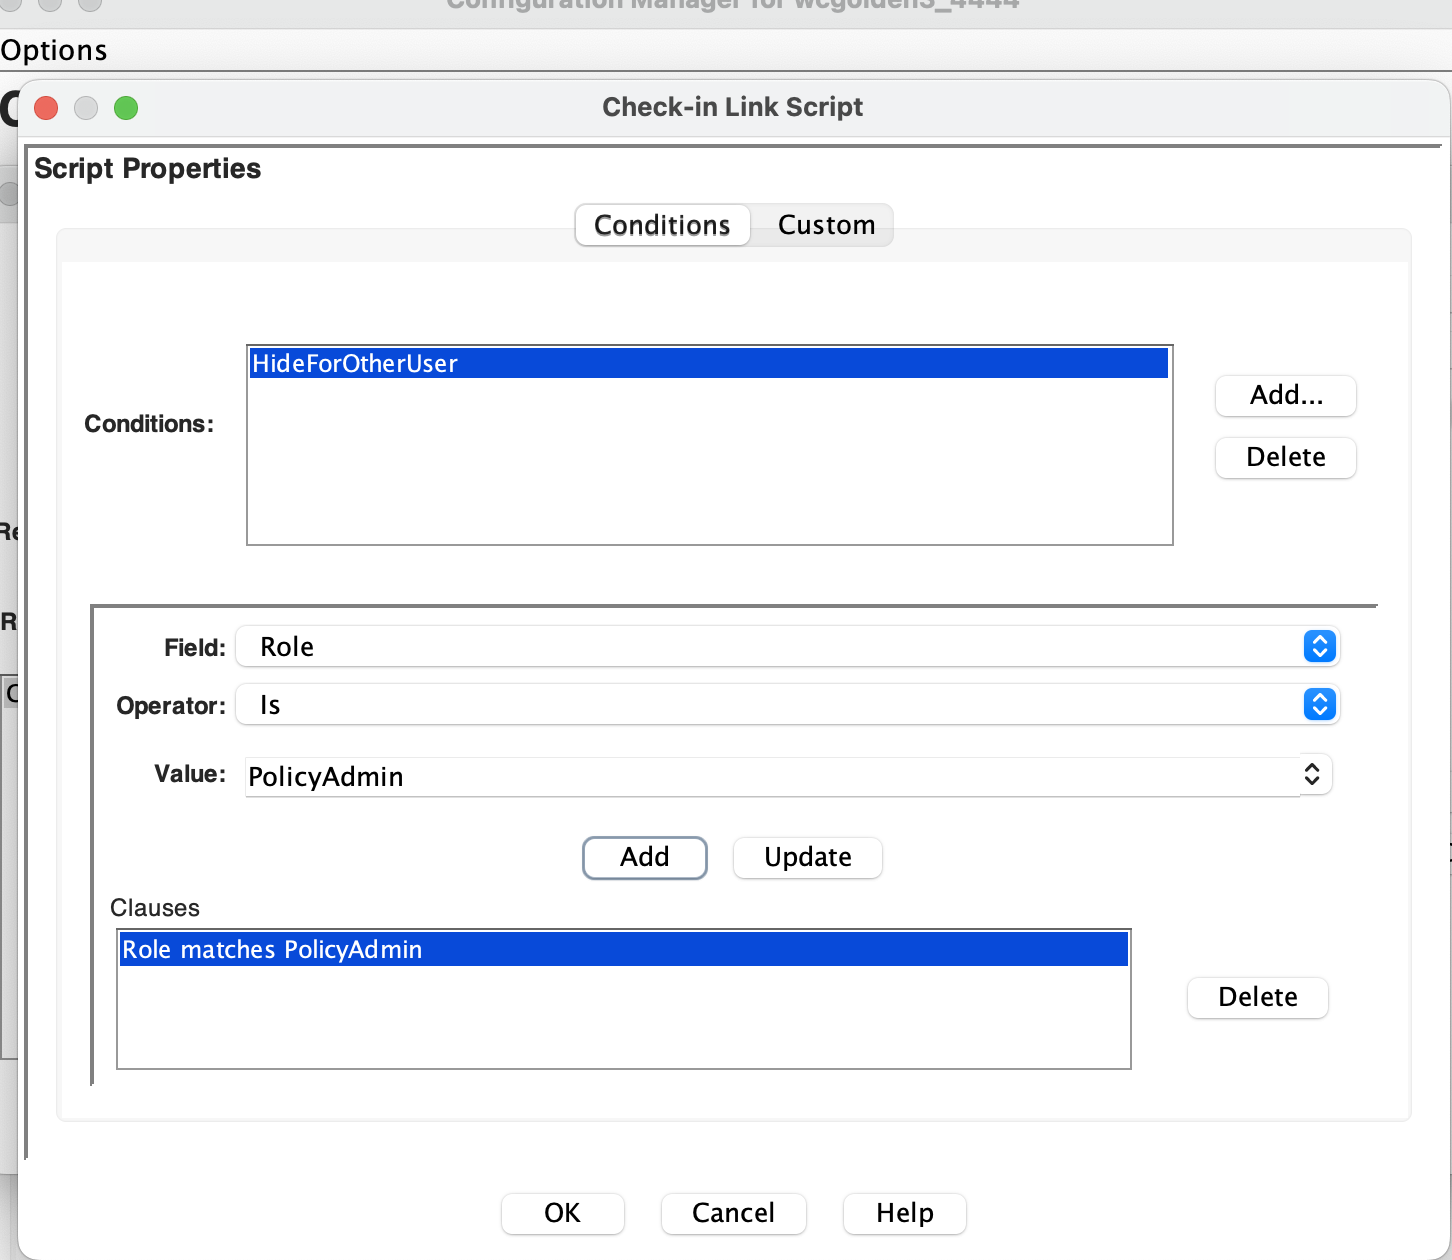 Configuration Manager for wcgolden3_4444
Options
Check-in Link Script
Script Properties
Conditions Custom
Conditions:
HideForOtherUser
Add...
Delete
Field: Role
Operator: Is
Value: PolicyAdmin
Add Update
Clauses
Role matches PolicyAdmin
Delete
OK Cancel Help